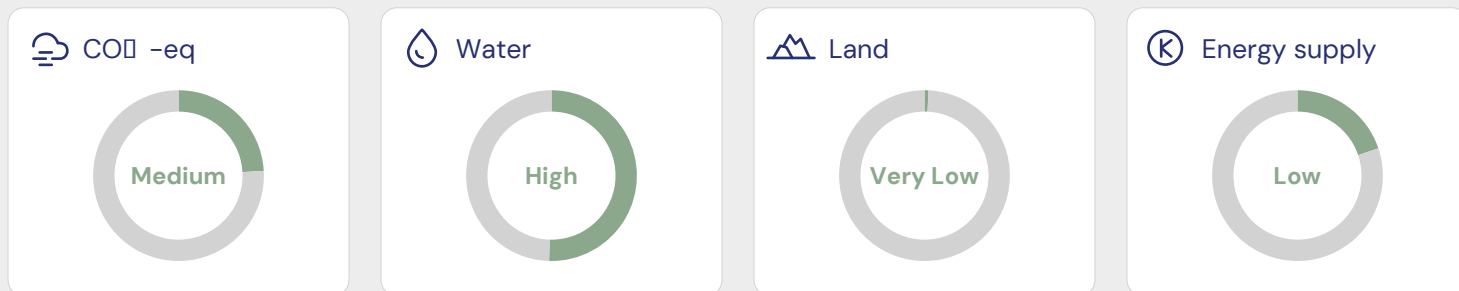 CO▯ -eq
Water
Land
Energy supply
Medium
High
Very Low
Low